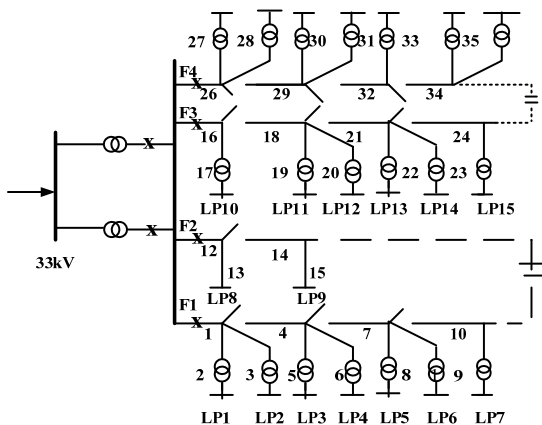 27 28 30 31 33 35
F4
26 29 32 34
F3
16 18 21 24
17 19 20 22 23
LP10 LP11 LP12 LP13 LP14 LP15
F2
12 14
33kV
13 15
LP8 LP9
F1
1 4 7 10
2 3 5 6 8 9
LP1 LP2 LP3 LP4 LP5 LP6 LP7